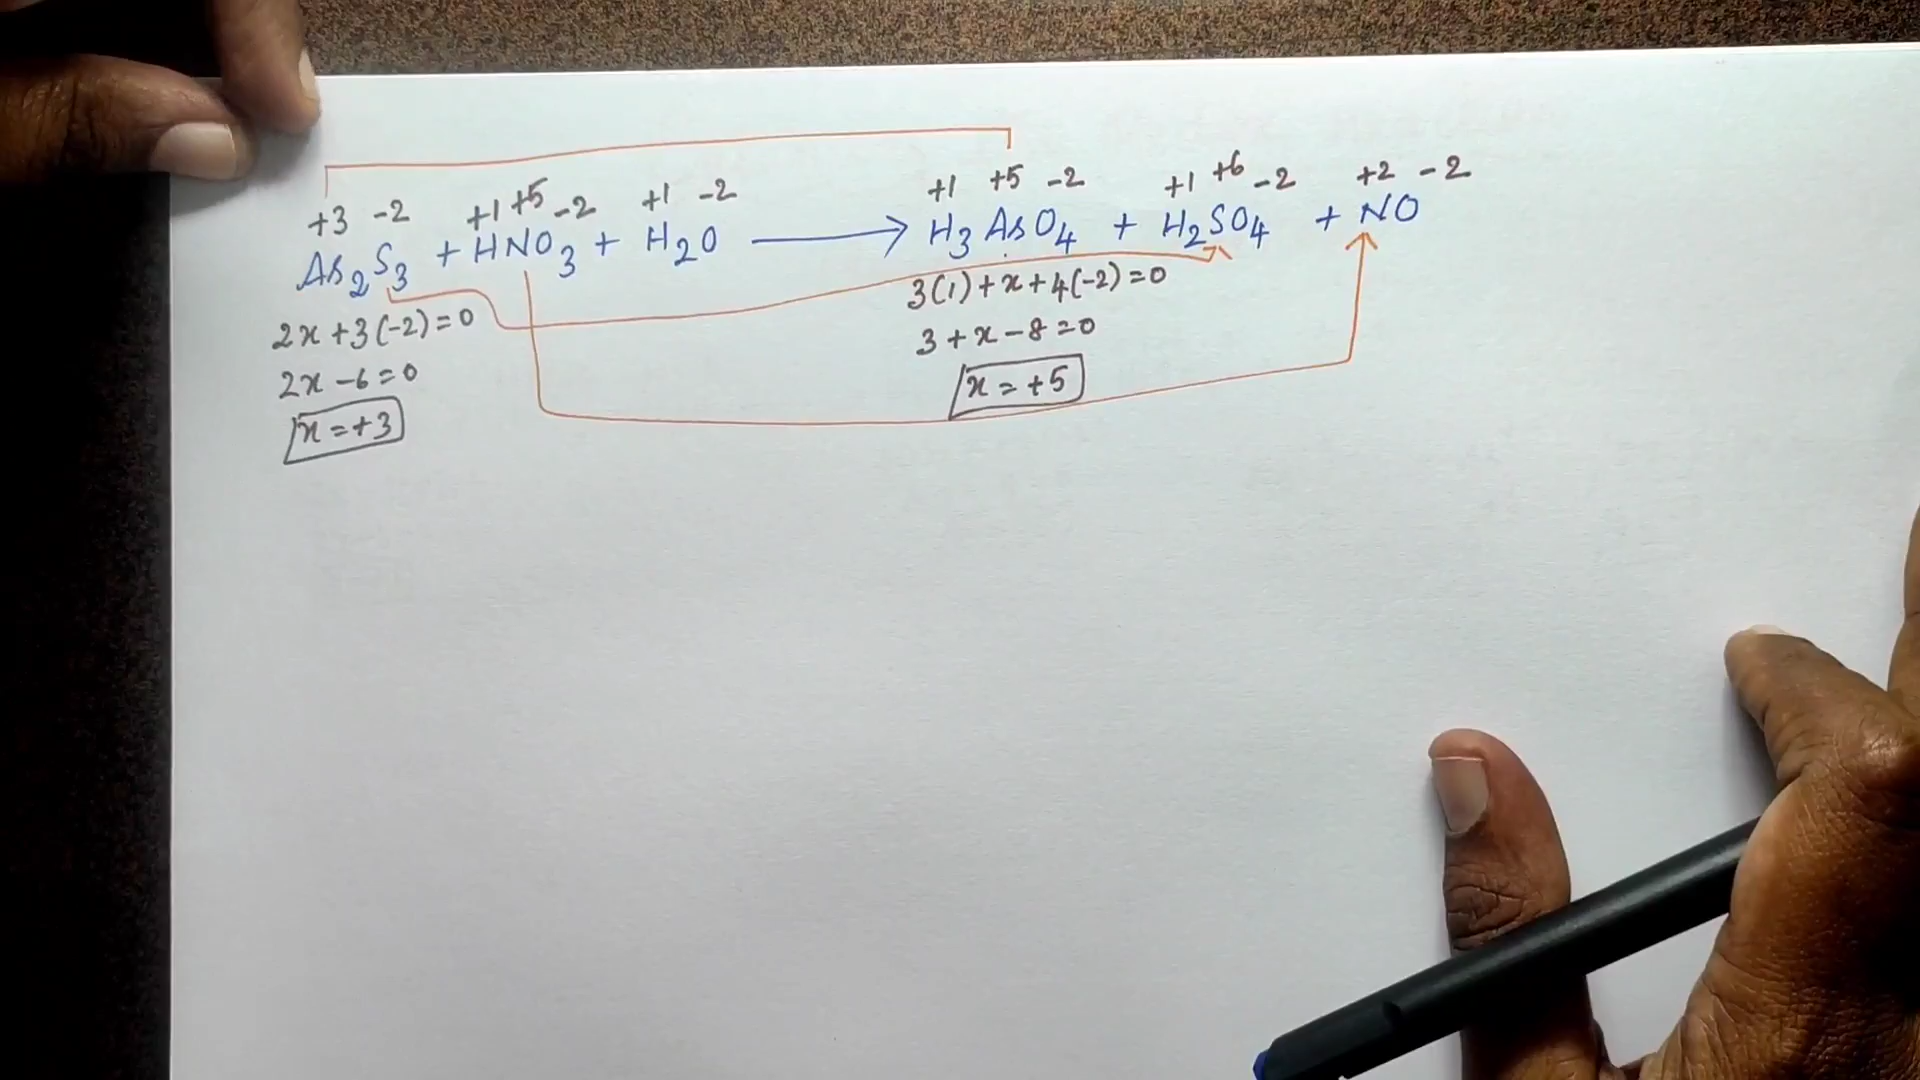 +3 -2 +1 +5 -2 +1 -2 +1 +5 -2 +1 +6 -2 +2 -2
As₂S₃ + HNO₃ + H₂O ⟶ H₃AsO₄ + H₂SO₄ + NO
2x + 3(-2) = 0
2x - 6 = 0
x = +3
3(1) + x + 4(-2) = 0
3 + x - 8 = 0
x = +5